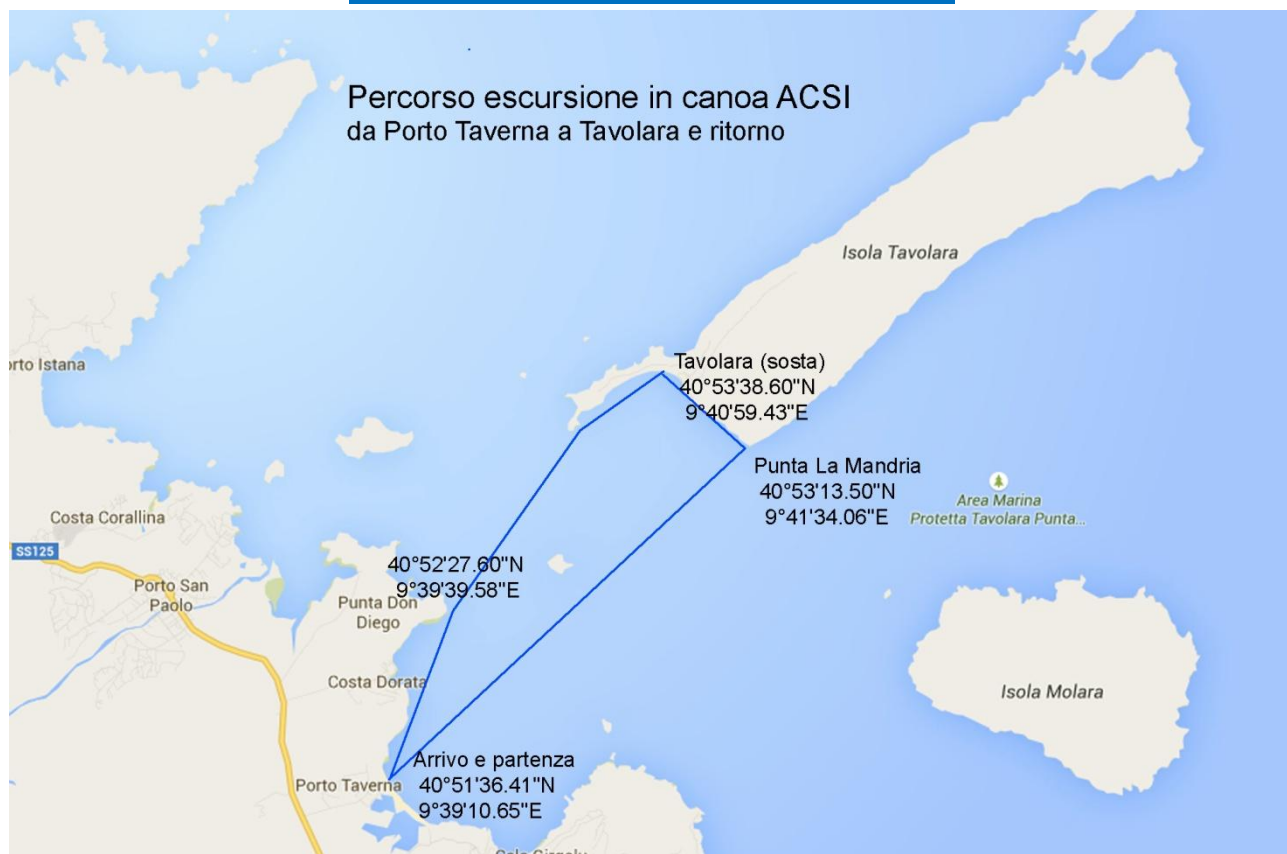 Percorso escursione in canoa ACSI
da Porto Taverna a Tavolara e ritorno
Isola Tavolara
orto Istana
Tavolara (sosta)
40°53'38.60"N
9°40'59.43"E
Punta La Mandria
40°53'13.50"N
9°41'34.06"E
Area Marina
Protetta Tavolara Punta...
Costa Corallina
SS125
Porto San
Paolo
40°52'27.60"N
9°39'39.58"E
Punta Don
Diego
Costa Dorata
Isola Molara
Arrivo e partenza
40°51'36.41"N
9°39'10.65"E
Porto Taverna